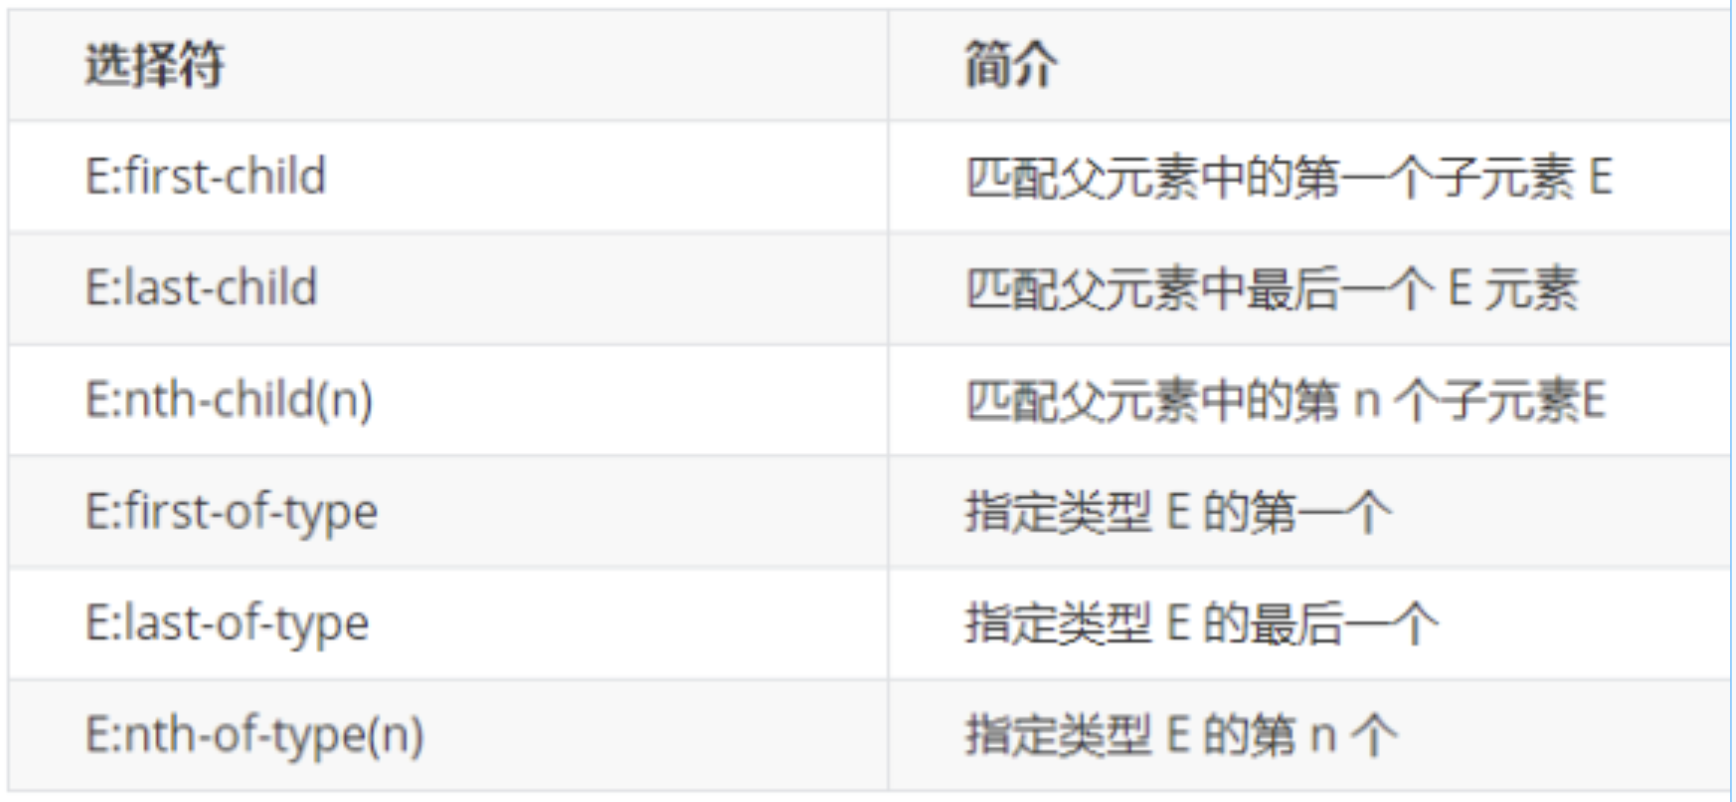 选择符 简介
E:first-child 匹配父元素中的第一个子元素 E
E:last-child 匹配父元素中最后一个 E 元素
E:nth-child(n) 匹配父元素中的第 n 个子元素E
E:first-of-type 指定类型 E 的第一个
E:last-of-type 指定类型 E 的最后一个
E:nth-of-type(n) 指定类型 E 的第 n 个